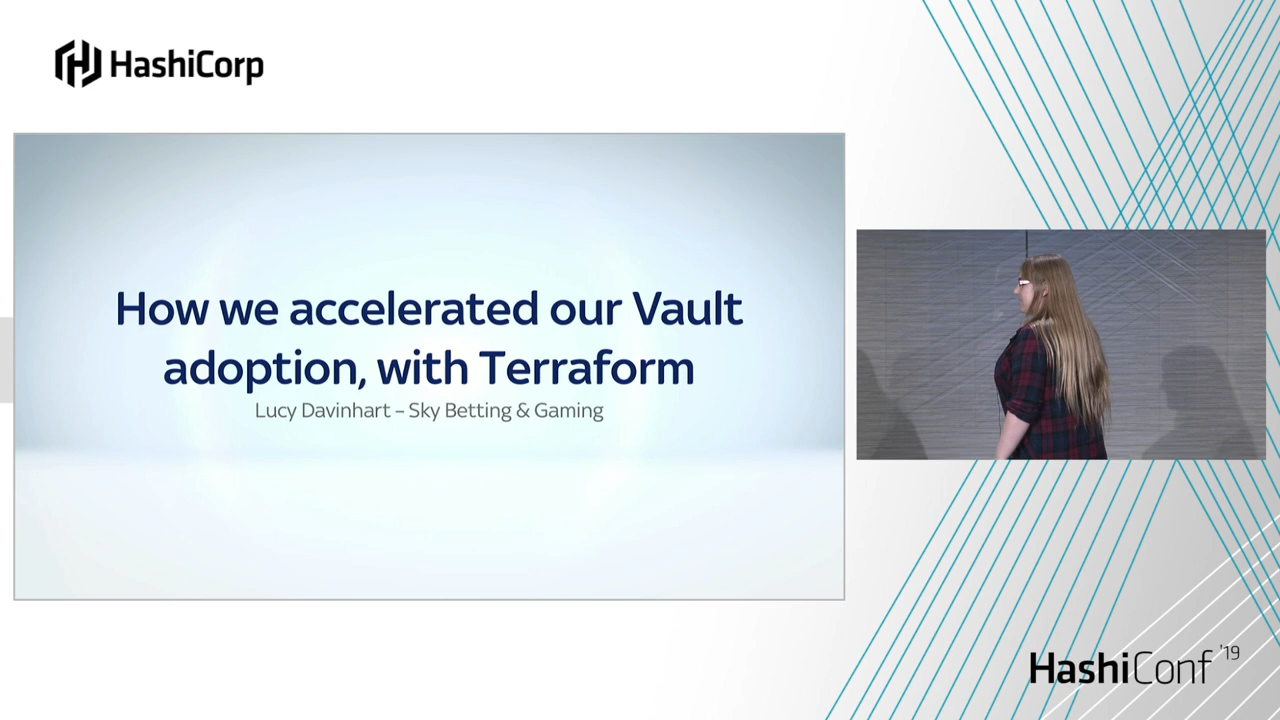 HashiCorp
How we accelerated our Vault
adoption, with Terraform
Lucy Davinhart – Sky Betting & Gaming
HashiConf '19